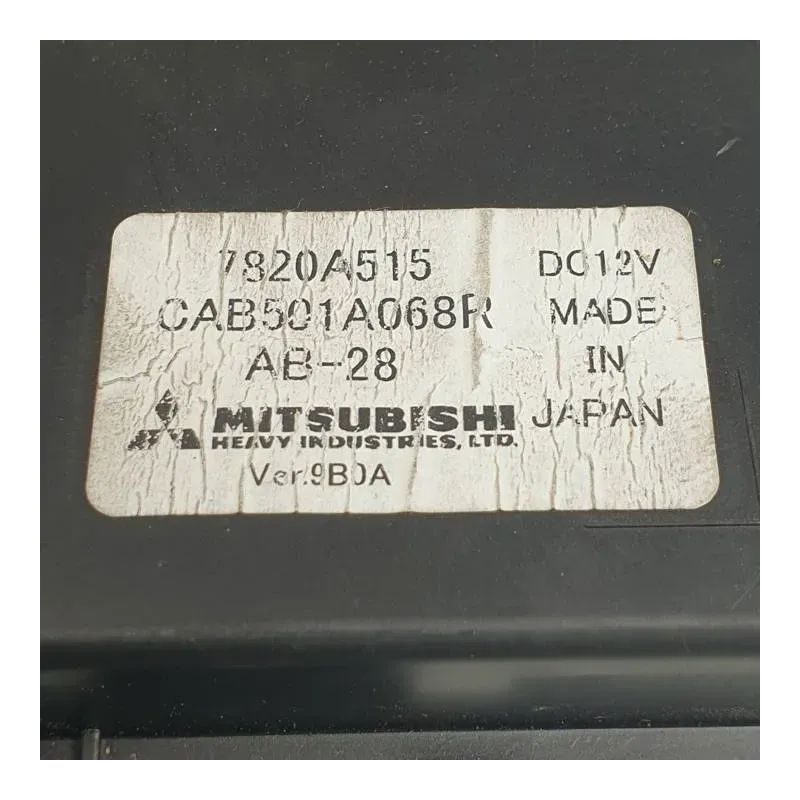 7820A515
CAB501A068R
AB-28
MITSUBISHI
HEAVY INDUSTRIES, LTD.
Ver.9B0A
DC12V
MADE
IN
JAPAN